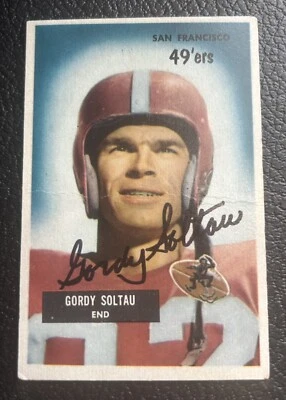 SAN FRANCISCO
49'ers
Gordy Soltau
GORDY SOLTAU
END